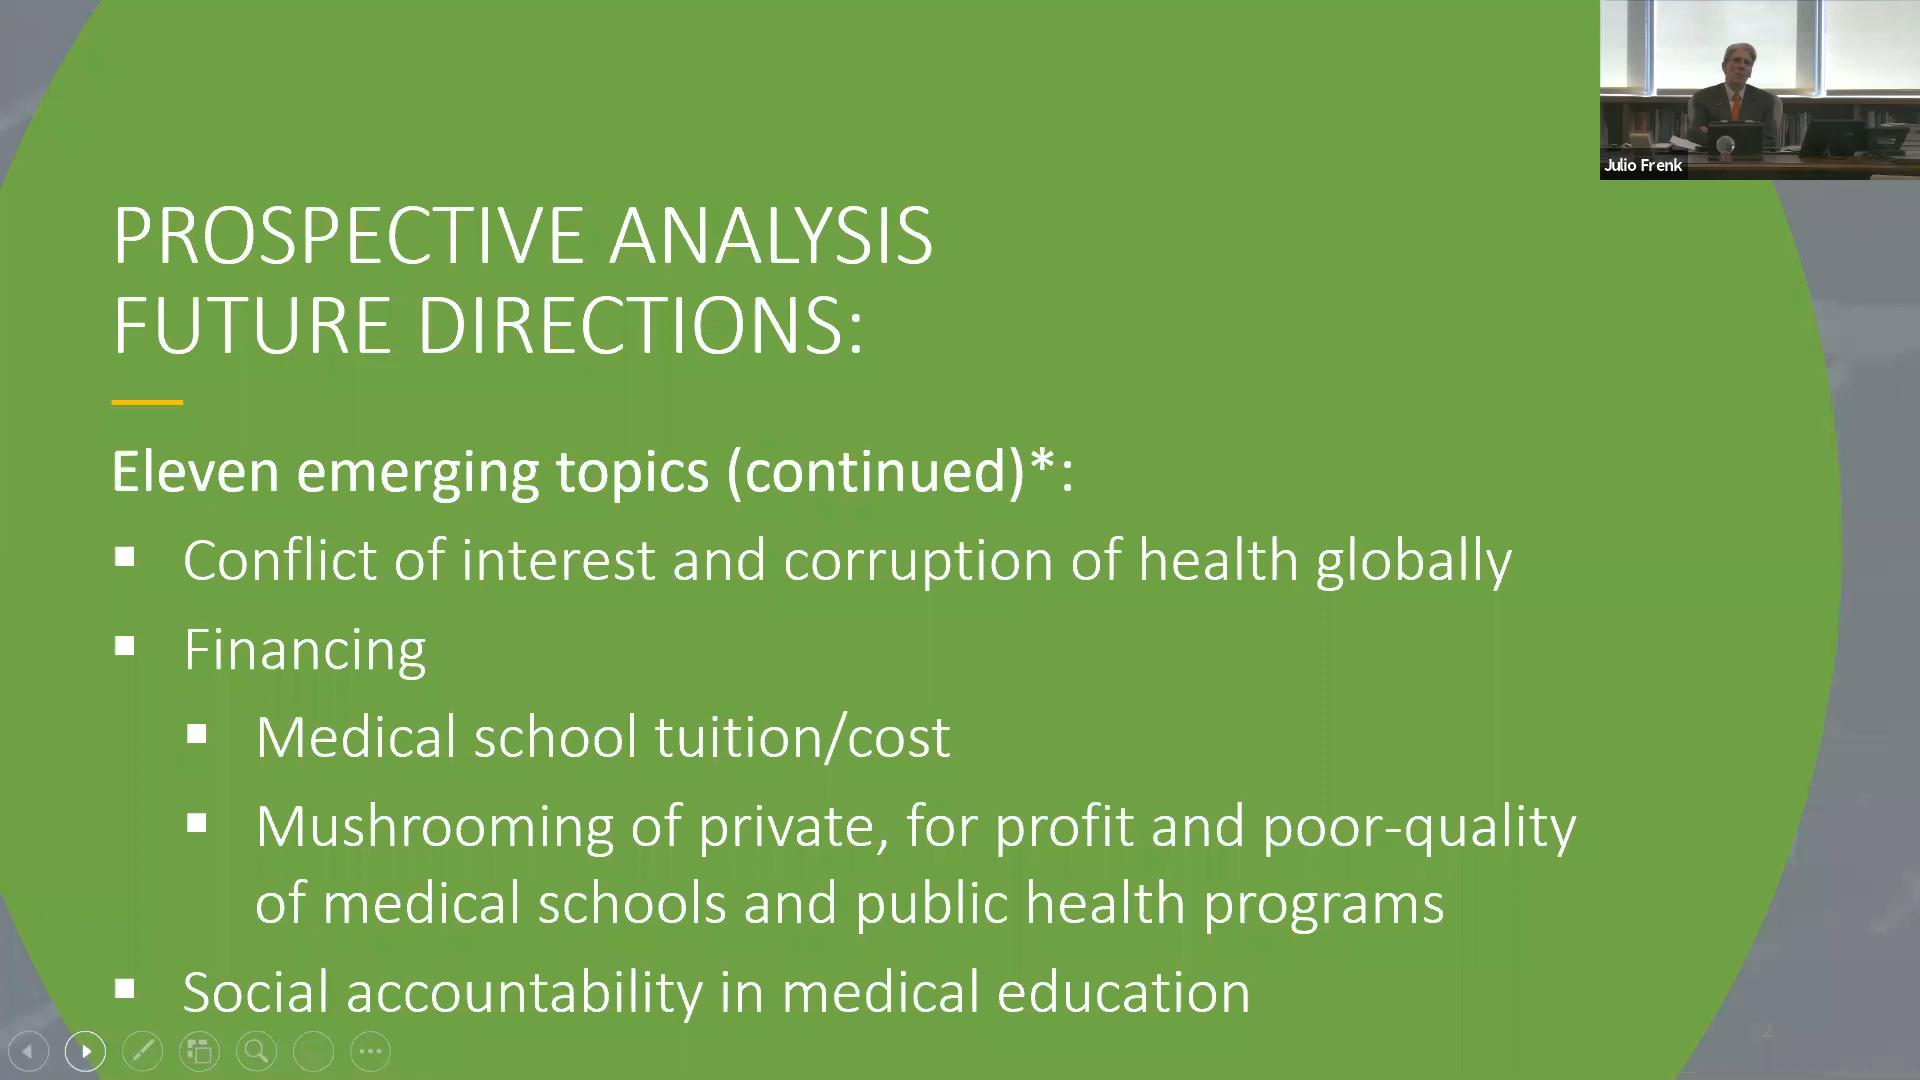 Julio Frenk
PROSPECTIVE ANALYSIS
FUTURE DIRECTIONS:
Eleven emerging topics (continued)*:
▪ Conflict of interest and corruption of health globally
▪ Financing
▪ Medical school tuition/cost
▪ Mushrooming of private, for profit and poor-quality
of medical schools and public health programs
▪ Social accountability in medical education
2